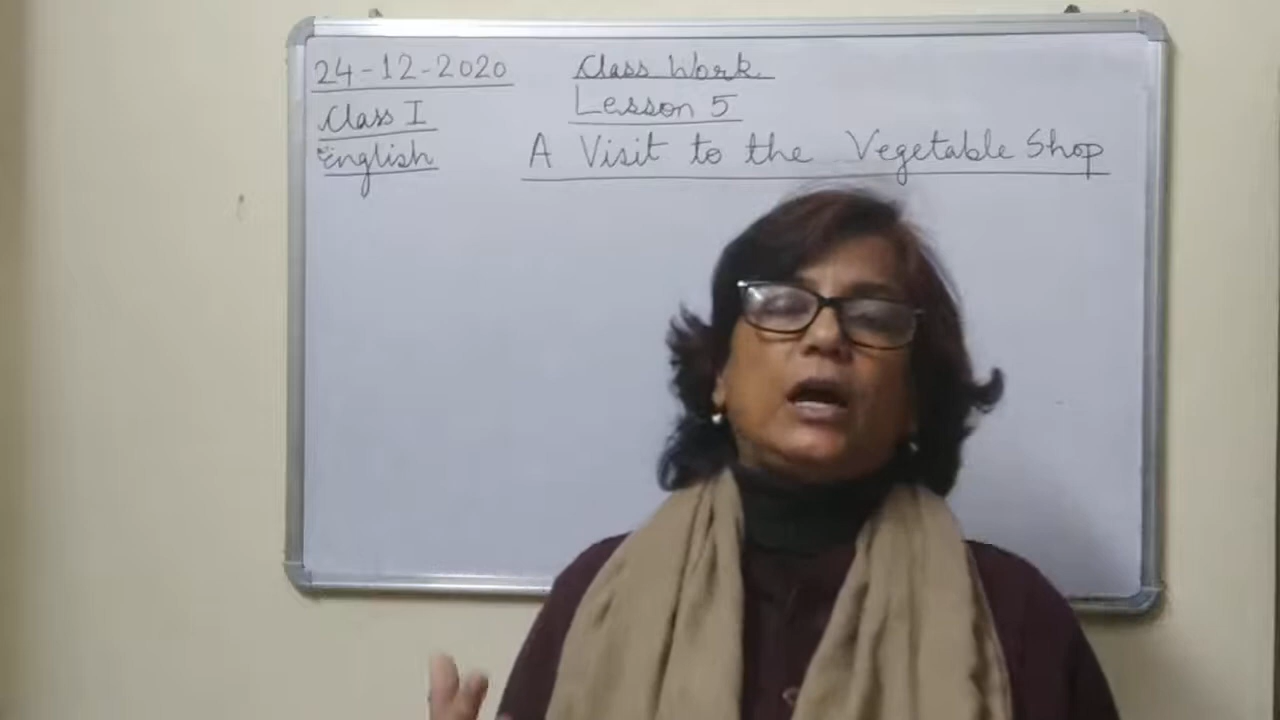 24-12-2020 Class Work
Class I Lesson 5
English A Visit to the Vegetable Shop